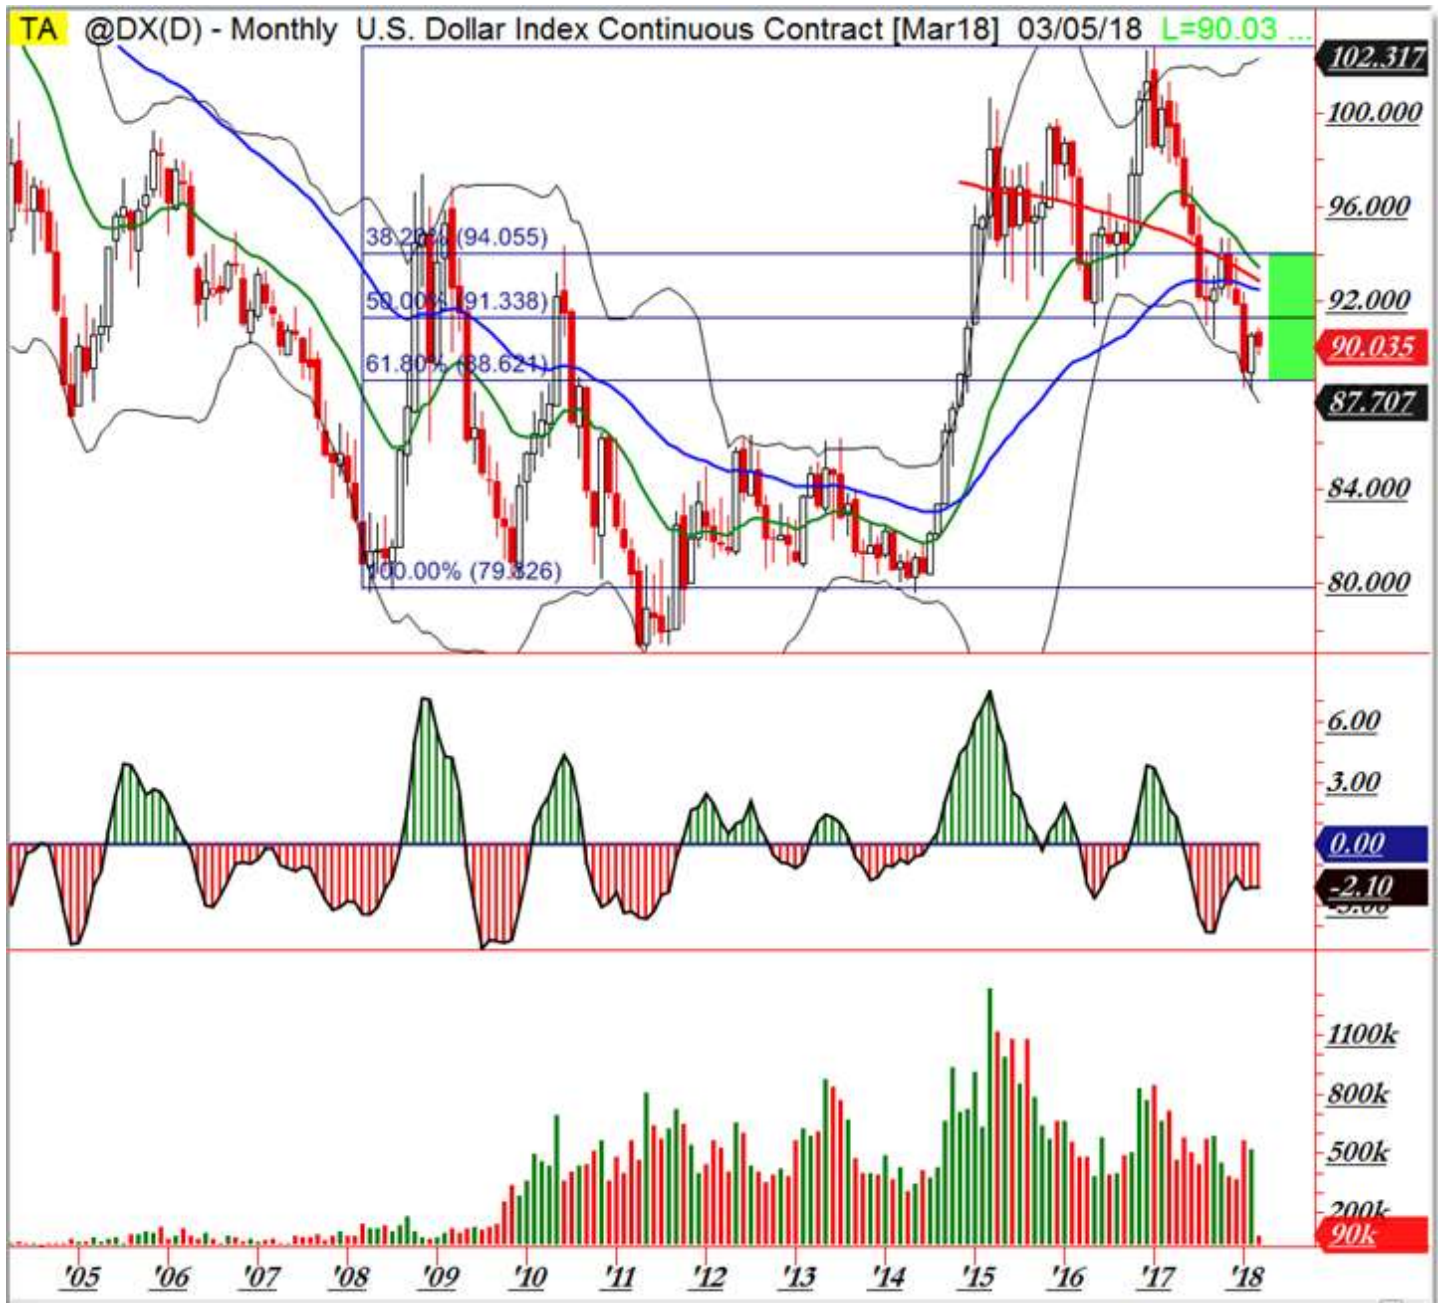 TA @DX(D) - Monthly U.S. Dollar Index Continuous Contract [Mar18] 03/05/18 L=90.03 ...
102.317
100.000
96.000
38.20% (94.055)
50.00% (91.338)
92.000
90.035
61.80% (88.621)
87.707
84.000
100.00% (79.826)
80.000
6.00
3.00
0.00
-2.10
-3.00
1100k
800k
500k
200k
90k
'05 '06 '07 '08 '09 '10 '11 '12 '13 '14 '15 '16 '17 '18